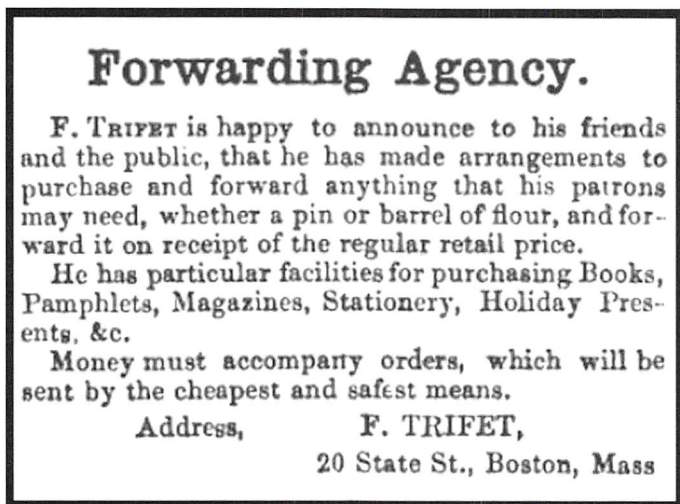 Forwarding Agency.
F. TRIFET is happy to announce to his friends
and the public, that he has made arrangements to
purchase and forward anything that his patrons
may need, whether a pin or barrel of flour, and for-
ward it on receipt of the regular retail price.
He has particular facilities for purchasing Books,
Pamphlets, Magazines, Stationery, Holiday Pres-
ents, &c.
Money must accompany orders, which will be
sent by the cheapest and safest means.
Address, F. TRIFET,
20 State St., Boston, Mass